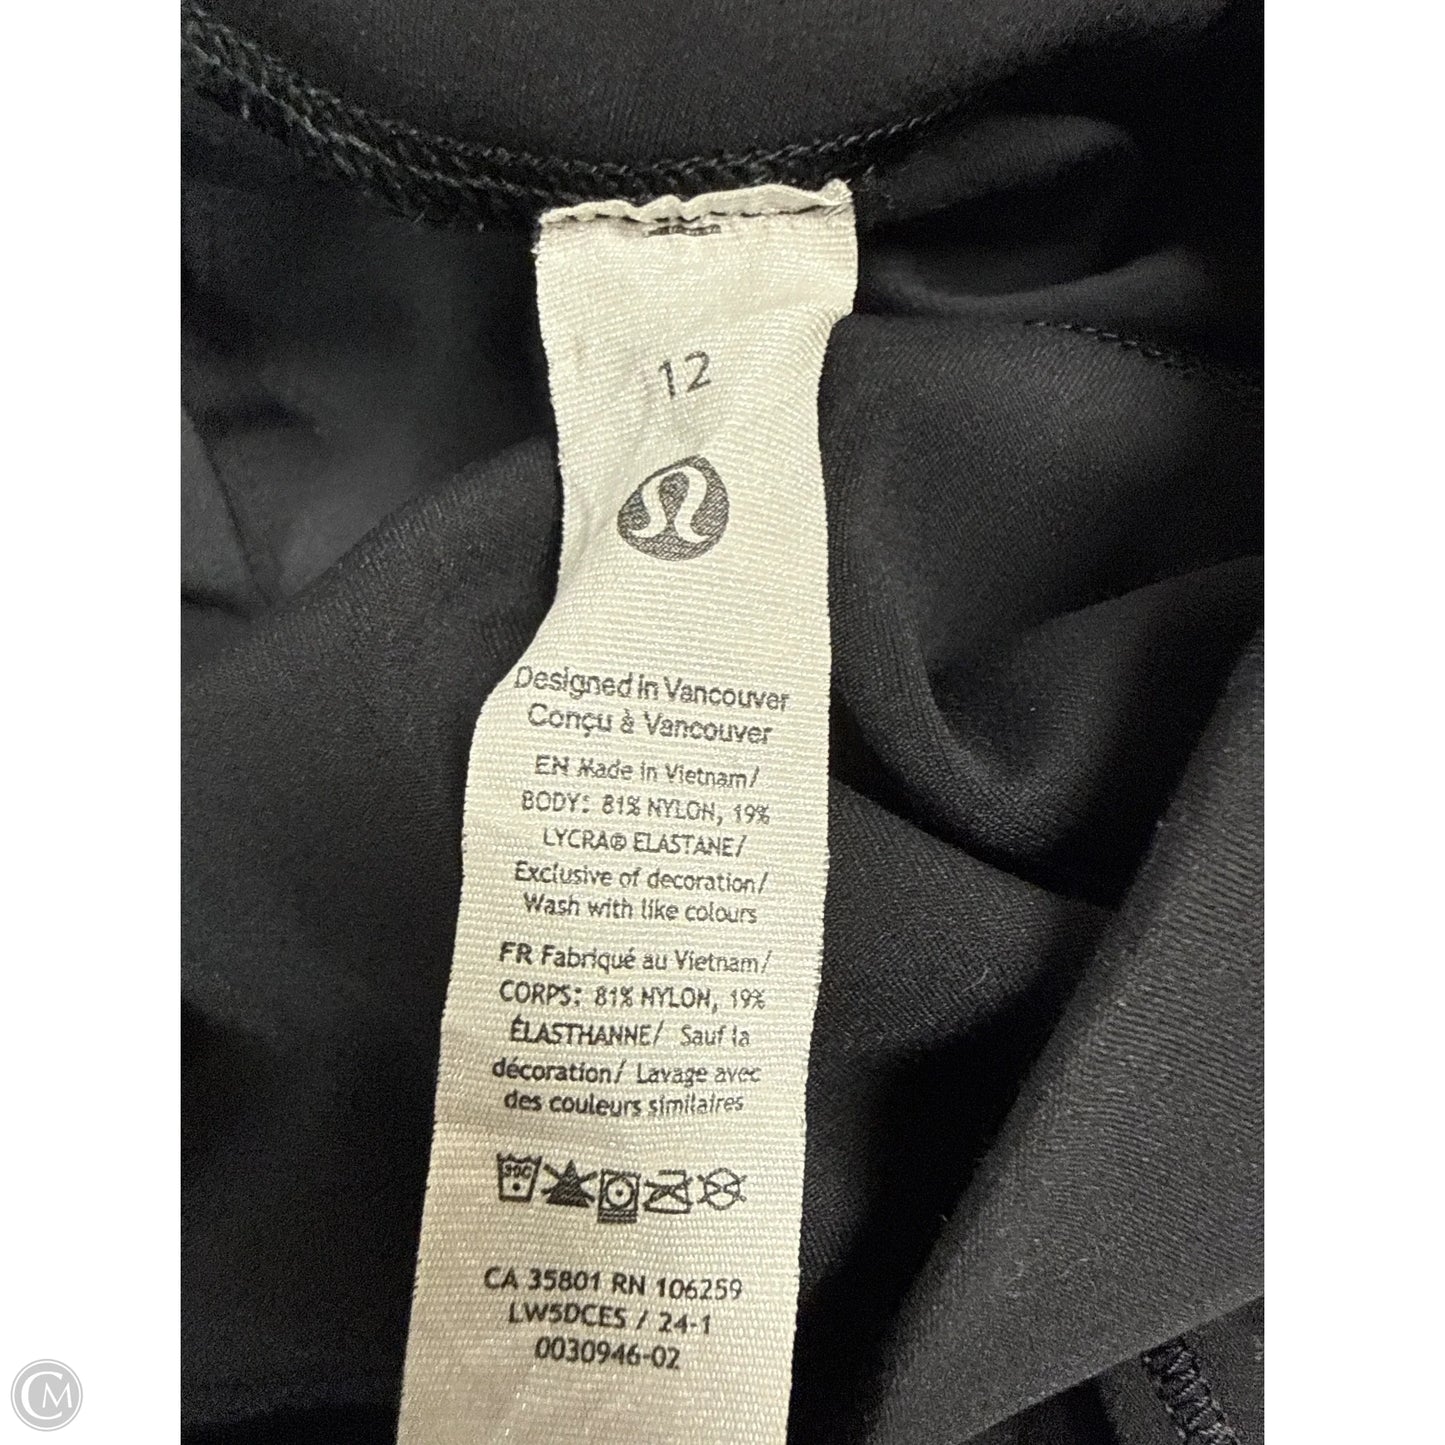 12
Designed in Vancouver
Conçu à Vancouver
EN Made in Vietnam/
BODY: 81% NYLON, 19%
LYCRA® ELASTANE/
Exclusive of decoration/
Wash with like colours
FR Fabriqué au Vietnam/
CORPS: 81% NYLON, 19%
ÉLASTHANNE/ Sauf la
décoration/ Lavage avec
des couleurs similaires
30C
CA 35801 RN 106259
LW5DCES / 24-1
0030946-02
CM